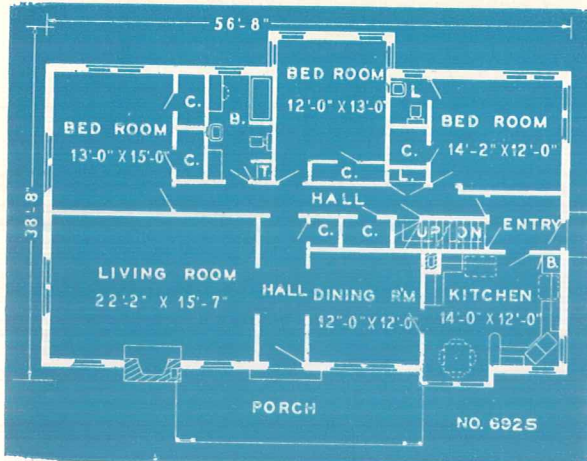 56'-8"
38'-8"
BED ROOM
13'-0" X 15'-0"
C.
C.
B.
T.
BED ROOM
12'-0" X 13'-0"
C.
L.
C.
L.
BED ROOM
14'-2" X 12'-0"
HALL
C.
C.
UP DN
ENTRY
LIVING ROOM
22'-2" X 15'-7"
HALL
DINING R'M
12'-0" X 12'-0"
KITCHEN
14'-0" X 12'-0"
B.
PORCH
NO. 6925